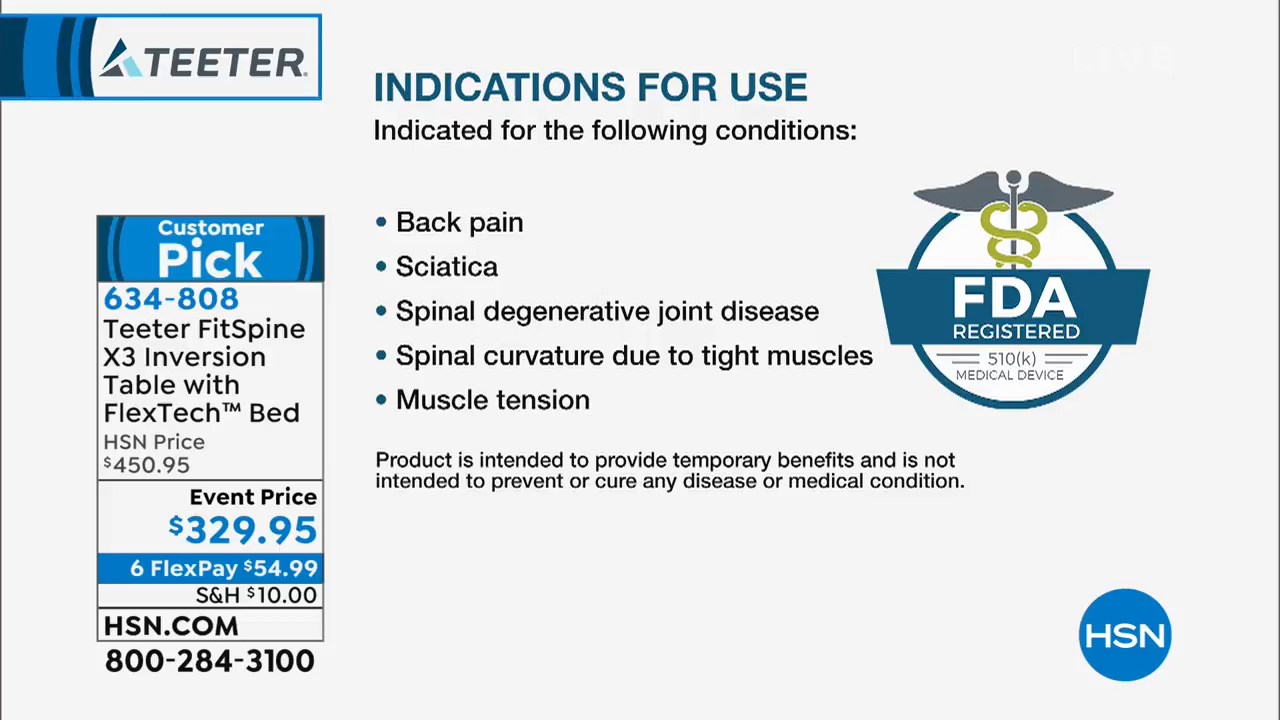 TEETER
LIVE
INDICATIONS FOR USE
Indicated for the following conditions:
• Back pain
• Sciatica
• Spinal degenerative joint disease
• Spinal curvature due to tight muscles
• Muscle tension
Product is intended to provide temporary benefits and is not
intended to prevent or cure any disease or medical condition.
FDA
REGISTERED
510(k)
MEDICAL DEVICE
Customer
Pick
634-808
Teeter FitSpine
X3 Inversion
Table with
FlexTech™ Bed
HSN Price
$450.95
Event Price
$329.95
6 FlexPay $54.99
S&H $10.00
HSN.COM
800-284-3100
HSN